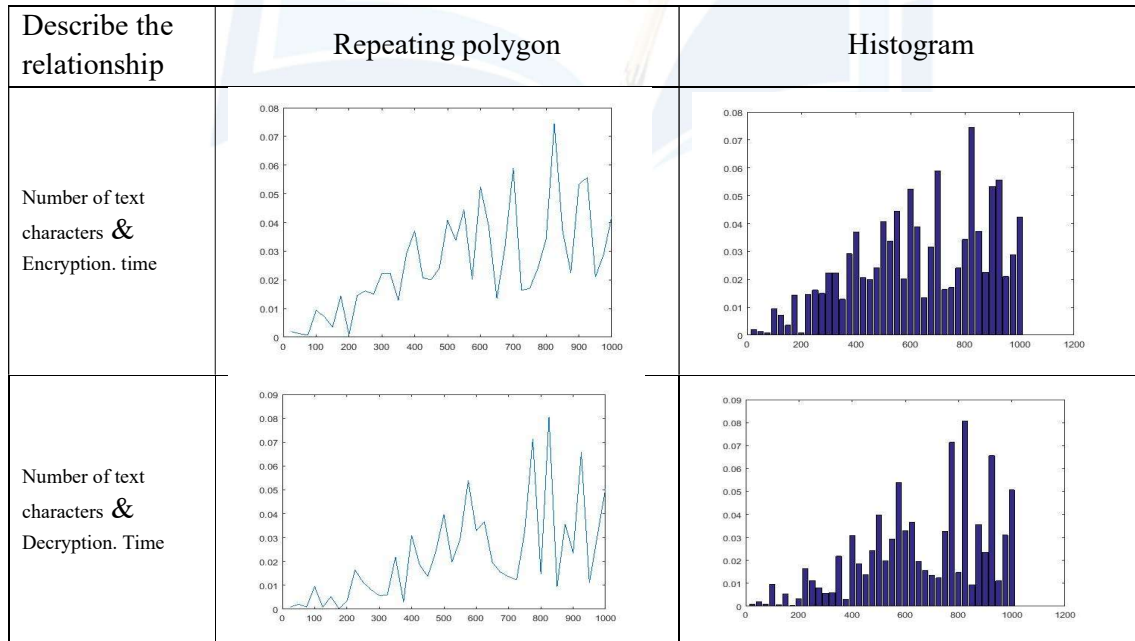 Describe the
relationship
Repeating polygon
Histogram
Number of text
characters &
Encryption. time
0.08
0.07
0.06
0.05
0.04
0.03
0.02
0.01
0
0 100 200 300 400 500 600 700 800 900 1000
0.08
0.07
0.06
0.05
0.04
0.03
0.02
0.01
0
0 200 400 600 800 1000 1200
Number of text
characters &
Decryption. Time
0.09
0.08
0.07
0.06
0.05
0.04
0.03
0.02
0.01
0
0 100 200 300 400 500 600 700 800 900 1000
0.09
0.08
0.07
0.06
0.05
0.04
0.03
0.02
0.01
0
0 200 400 600 800 1000 1200